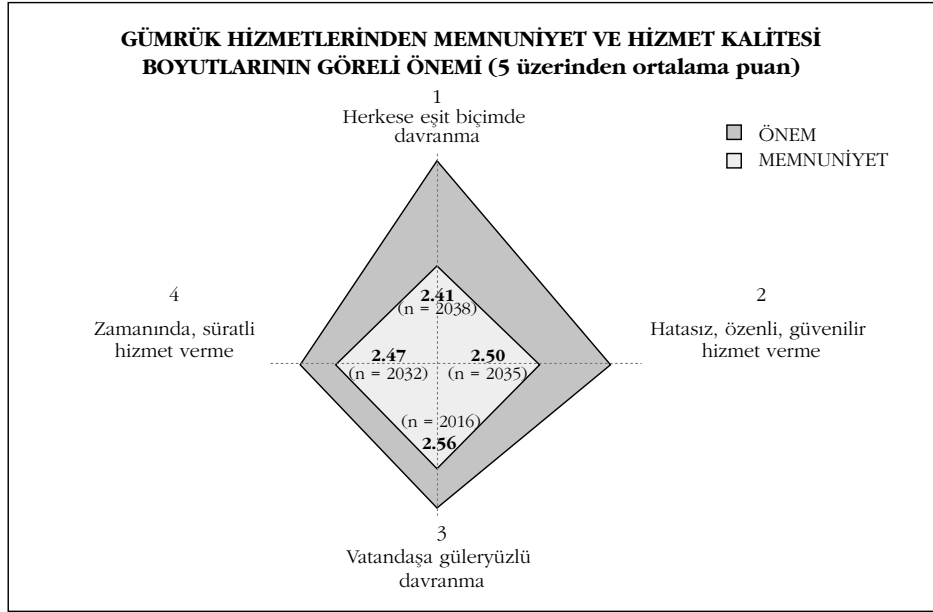 GÜMRÜK HİZMETLERİNDEN MEMNUNİYET VE HİZMET KALİTESİ
BOYUTLARININ GÖRELİ ÖNEMİ (5 üzerinden ortalama puan)
1
Herkese eşit biçimde
davranma
ÖNEM
MEMNUNİYET
4
Zamanında, süratli
hizmet verme
2
Hatasız, özenli, güvenilir
hizmet verme
2.41
(n = 2038)
2.47
(n = 2032)
2.50
(n = 2035)
(n = 2016)
2.56
3
Vatandaşa güleryüzlü
davranma